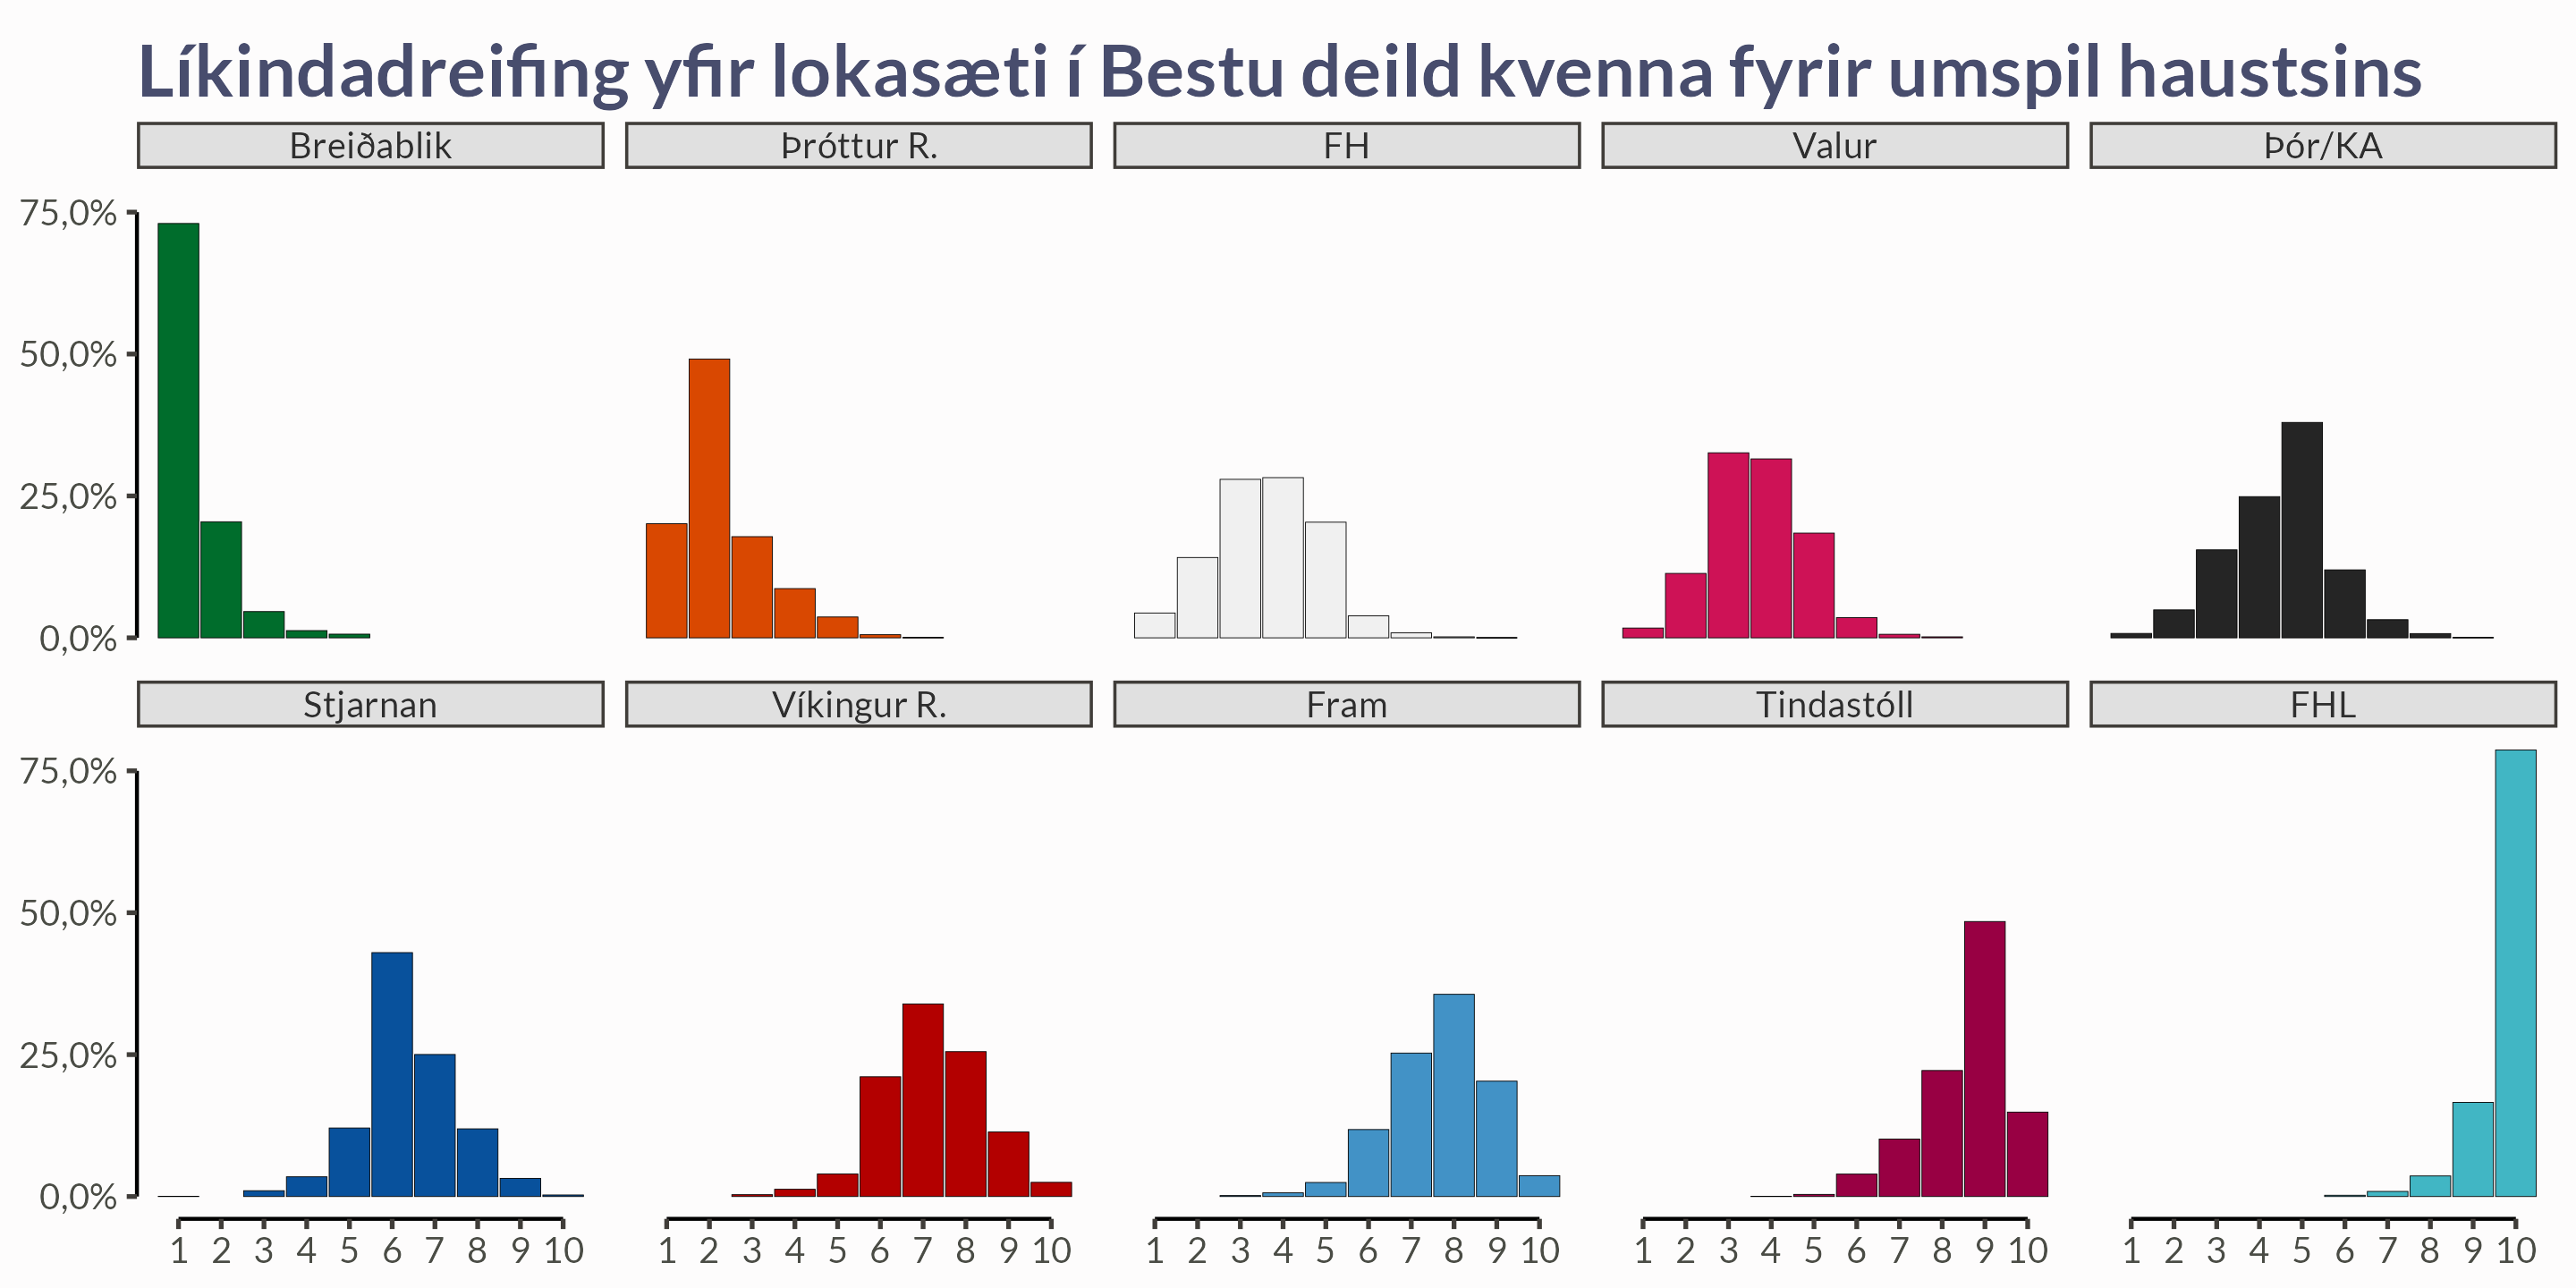 Líkindadreifing yfir lokasæti í Bestu deild kvenna fyrir umspil haustsins
Breiðablik Þróttur R. FH Valur Þór/KA
75,0%
50,0%
25,0%
0,0%
Stjarnan Víkingur R. Fram Tindastóll FHL
75,0%
50,0%
25,0%
0,0%
1 2 3 4 5 6 7 8 9 10 1 2 3 4 5 6 7 8 9 10 1 2 3 4 5 6 7 8 9 10 1 2 3 4 5 6 7 8 9 10 1 2 3 4 5 6 7 8 9 10